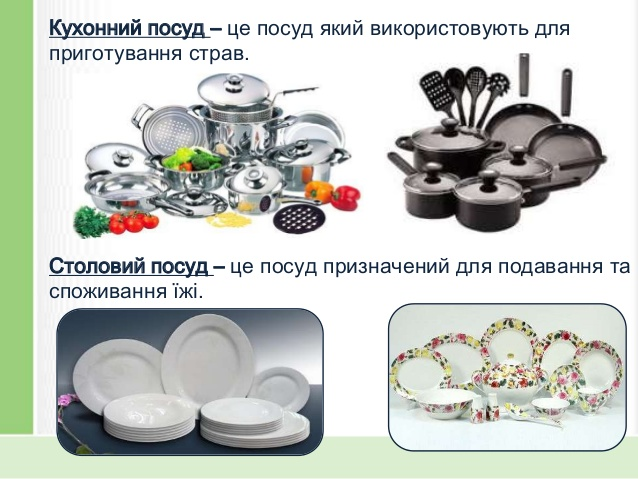 Кухонний посуд – це посуд який використовують для
приготування страв.
Столовий посуд – це посуд призначений для подавання та
споживання їжі.